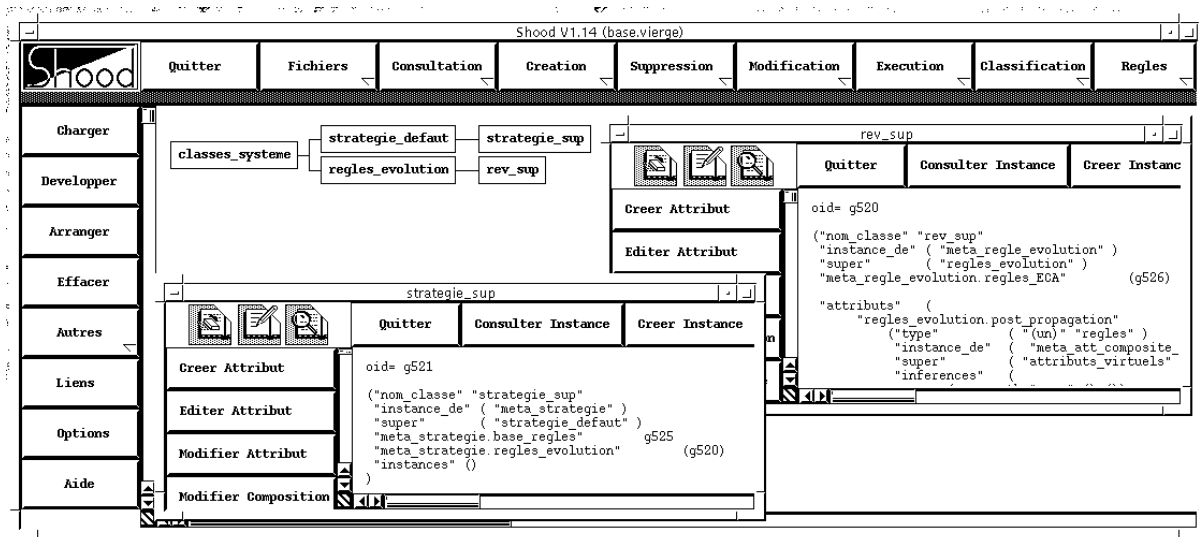 Shood V1.14 (base.vierge)
Shood
Quitter
Fichiers
Consultation
Creation
Suppression
Modification
Execution
Classification
Regles
Charger
Developper
Arranger
Effacer
Autres
Liens
Options
Aide
classes_systeme
strategie_defaut
strategie_sup
regles_evolution
rev_sup
rev_sup
Quitter
Consulter Instance
Creer Instanc
Creer Attribut
Editer Attribut
on
oid= g520
("nom_classe" "rev_sup"
"instance_de" ( "meta_regle_evolution" )
"super" ( "regles_evolution" )
"meta_regle_evolution.regles_ECA" (g526)
"attributs" (
"regles_evolution.post_propagation"
("type" ( "(un)" "regles" )
"instance_de" ( "meta_att_composite_
"super" ( "attributs_virtuels"
"inferences" (
strategie_sup
Quitter
Consulter Instance
Creer Instance
Creer Attribut
Editer Attribut
Modifier Attribut
Modifier Composition
oid= g521
("nom_classe" "strategie_sup"
"instance_de" ( "meta_strategie" )
"super" ( "strategie_defaut" )
"meta_strategie.base_regles" g525
"meta_strategie.regles_evolution" (g520)
"instances" ()
)